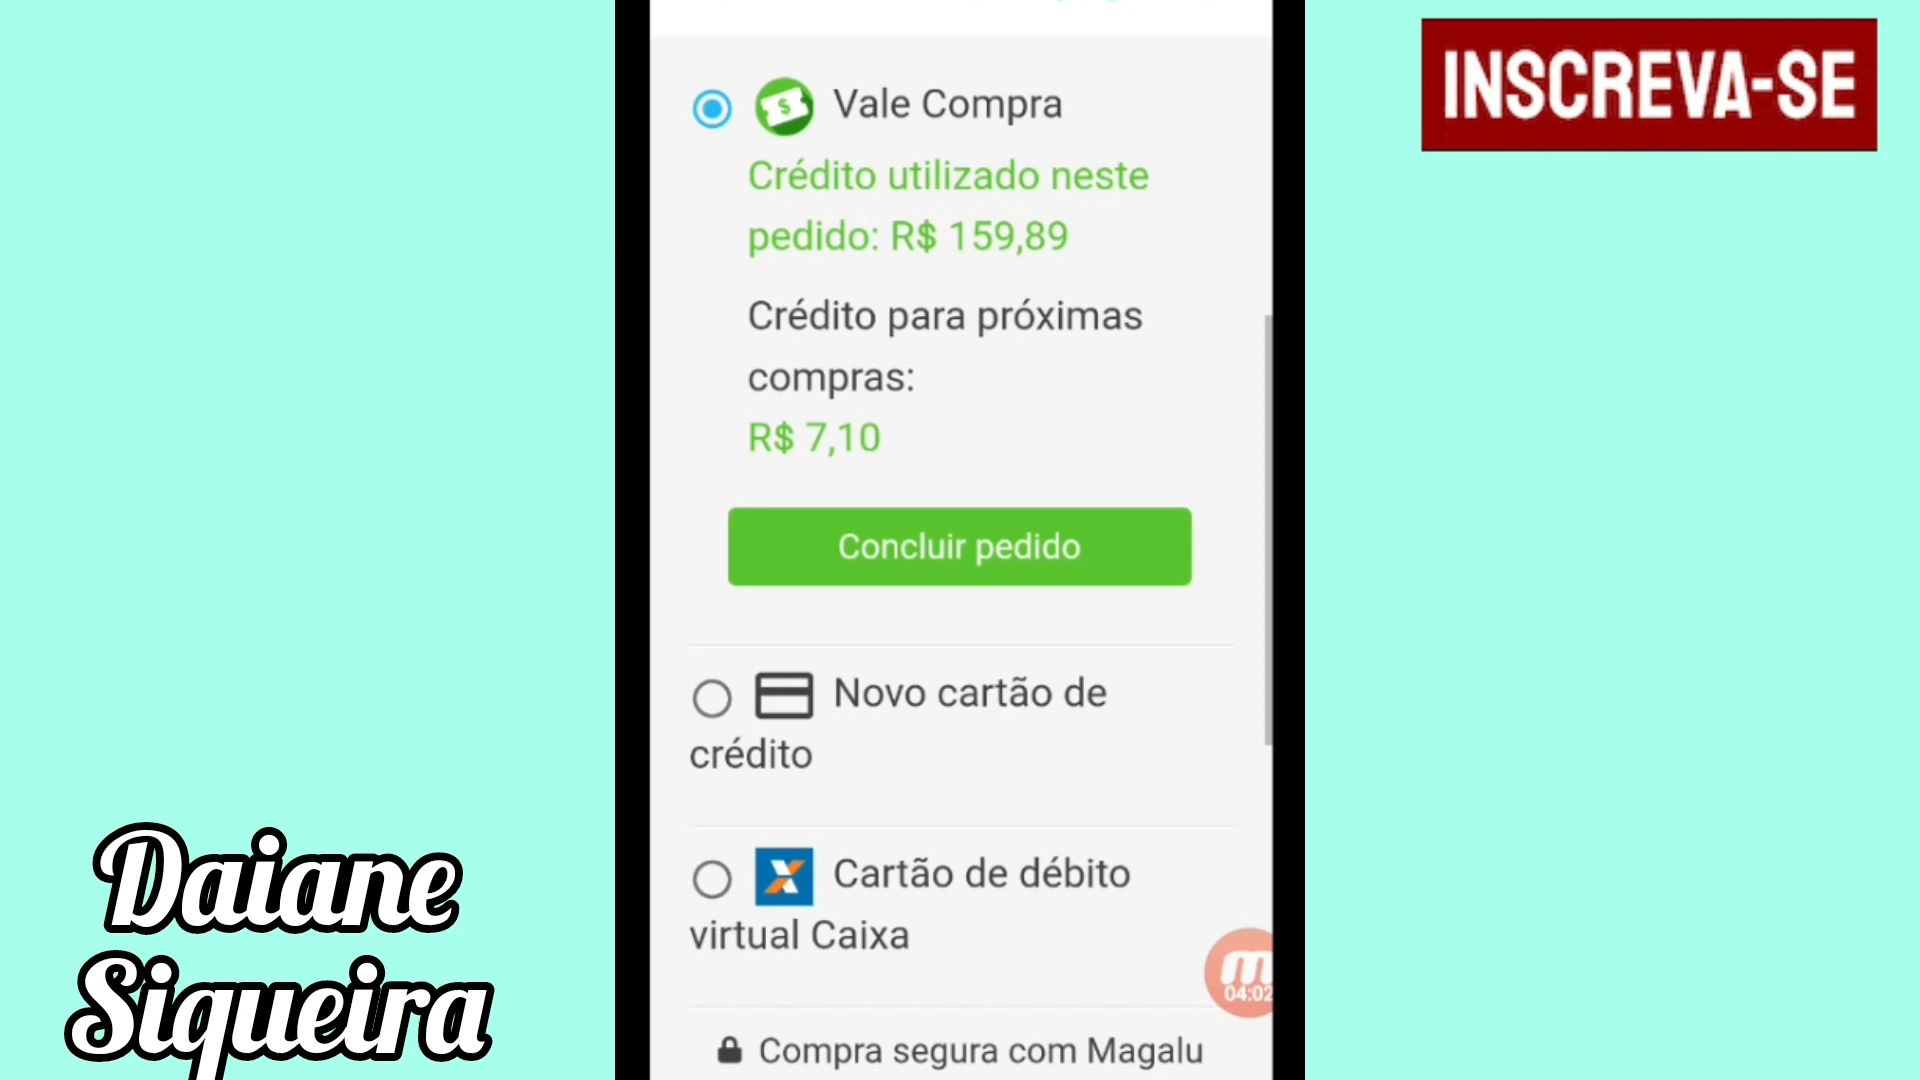 INSCREVA-SE
Vale Compra
Crédito utilizado neste
pedido: R$ 159,89
Crédito para próximas
compras:
R$ 7,10
Concluir pedido
Novo cartão de
crédito
Cartão de débito
virtual Caixa
04:02
Compra segura com Magalu
Daiane
Siqueira